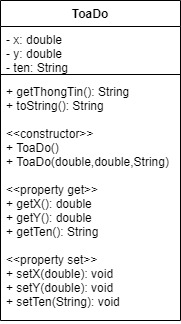 ToaDo
- x: double
- y: double
- ten: String
+ getThongTin(): String
+ toString(): String
<<constructor>>
+ ToaDo()
+ ToaDo(double,double,String)
<<property get>>
+ getX(): double
+ getY(): double
+ getTen(): String
<<property set>>
+ setX(double): void
+ setY(double): void
+ setTen(String): void